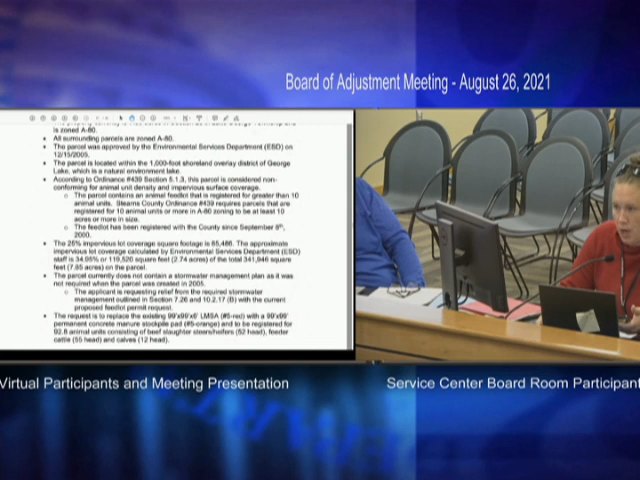 Board of Adjustment Meeting - August 26, 2021
is zoned A-80.
• All surrounding parcels are zoned A-80.
• The parcel was approved by the Environmental Services Department (ESD) on
12/19/2005.
• The parcel is located within the 1,000-foot shoreland overlay district of George
Lake, which is a natural environment lake.
• According to Ordinance #439 Section 5.1.3, this parcel is considered non-
conforming for animal unit density and impervious surface coverage.
o The parcel contains an animal feedlot that is registered for greater than 10
animal units. Stearns County Ordinance #439 requires parcels that are
registered for 10 animal units or more in A-80 zoning to be at least 10
acres or more in size.
o The feedlot has been registered with the County since September
2000.
• The 25% impervious lot coverage square footage is 85,486. The approximate
impervious lot coverage calculated by Environmental Services Department (ESD)
staff is 34.95% or 119,520 square feet (2.74 acres) of the total 341,946 square
feet (7.85 acres) on the parcel.
• The parcel currently does not contain a stormwater management plan as it was
not required when the parcel was created in 2005.
o The applicant is requesting relief from the required stormwater
management outlined in Section 7.26 and 10.2.17 (B) with the current
proposed feedlot permit request.
• The request is to replace the existing 99'x99'x8' LMSA (#5-red) with a 99'x99'
permanent concrete manure stockpile pad (#5-orange) and to be registered for
92.8 animal units consisting of beef slaughter steers/heifers (52 head), feeder
cattle (55 head) and calves (12 head).
Virtual Participants and Meeting Presentation
Service Center Board Room Participant